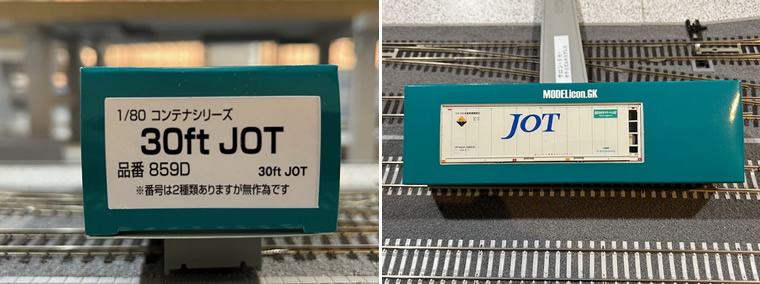 1/80 コンテナシリーズ
30ft JOT
品番 859D
30ft JOT
※番号は2種類ありますが無作為です
MODELicon.GK
JOT